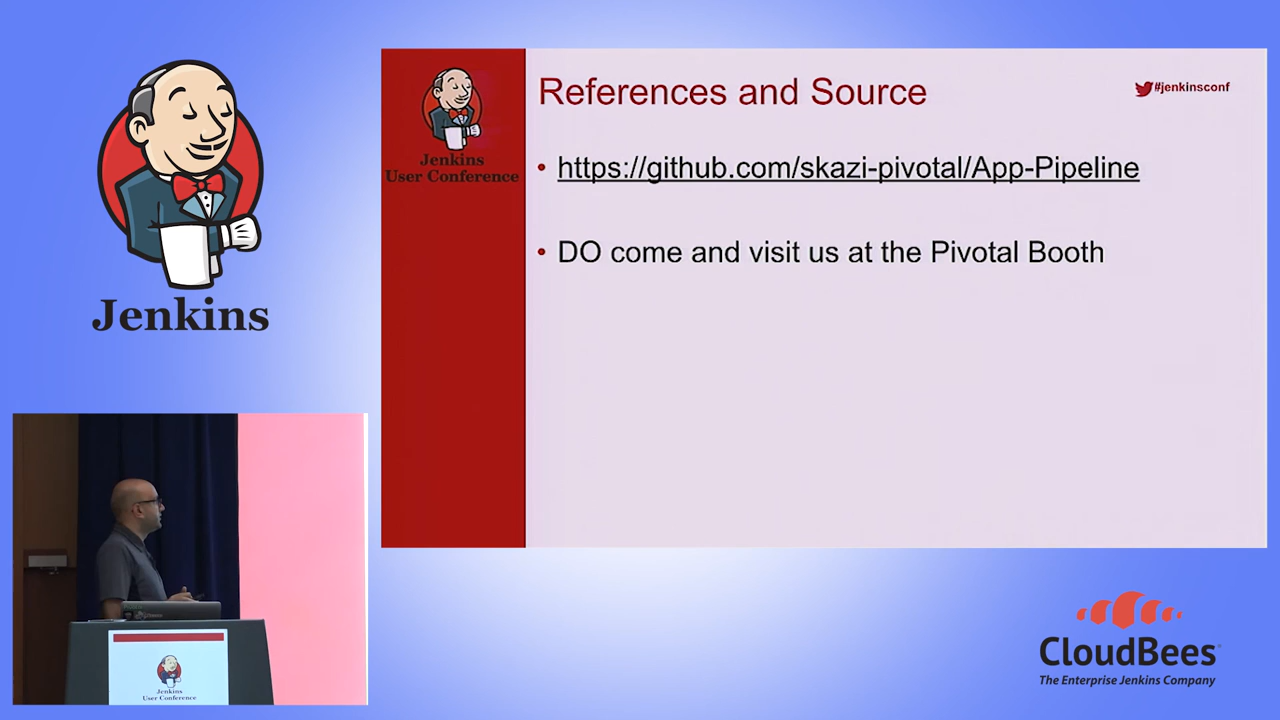 Jenkins
References and Source
#jenkinsconf
Jenkins
User Conference
• https://github.com/skazi-pivotal/App-Pipeline
• DO come and visit us at the Pivotal Booth
Jenkins
User Conference
CloudBees
The Enterprise Jenkins Company